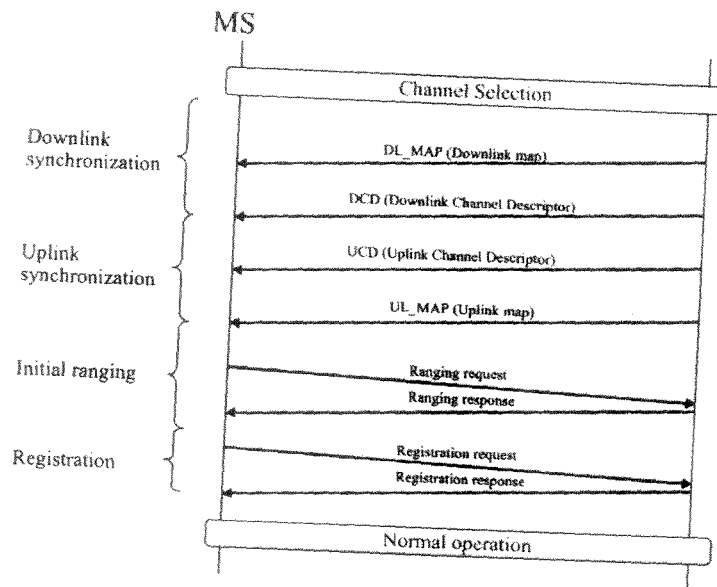 MS
Channel Selection
Downlink
synchronization
DL_MAP (Downlink map)
DCD (Downlink Channel Descriptor)
Uplink
synchronization
UCD (Uplink Channel Descriptor)
UL_MAP (Uplink map)
Initial ranging
Ranging request
Ranging response
Registration
Registration request
Registration response
Normal operation